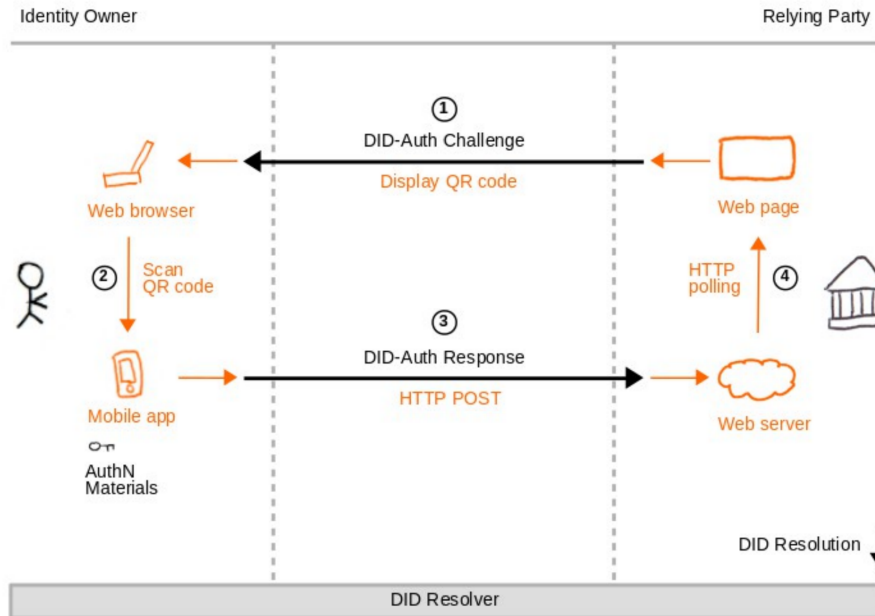 Identity Owner
Relying Party
1
DID-Auth Challenge
Display QR code
Web browser
Web page
2
Scan
QR code
HTTP
polling
4
3
DID-Auth Response
HTTP POST
Mobile app
Web server
AuthN
Materials
DID Resolution
DID Resolver